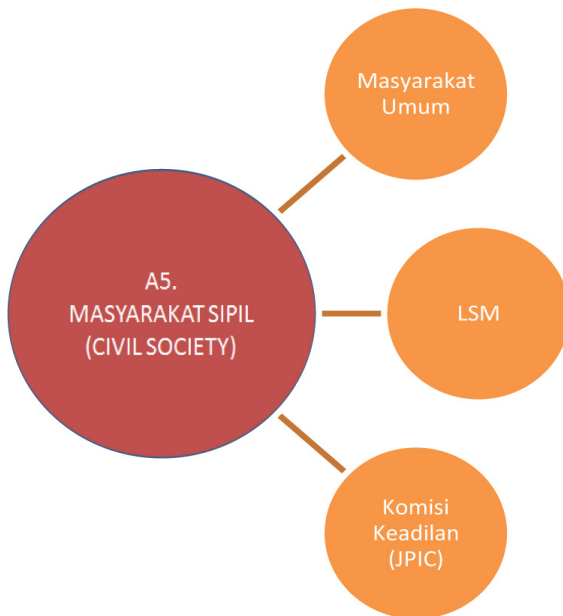 Masyarakat
Umum
A5.
MASYARAKAT SIPIL
(CIVIL SOCIETY)
LSM
Komisi
Keadilan
(JPIC)